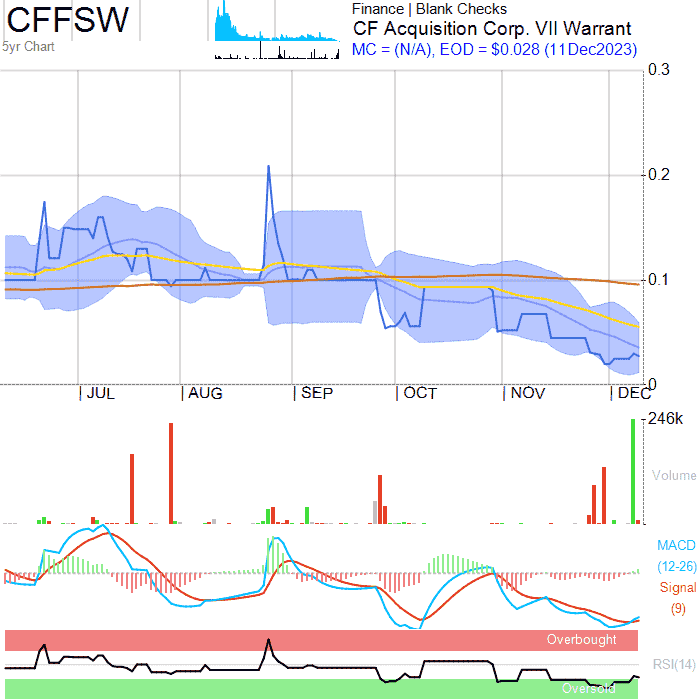 CFFSW
5yr Chart
Finance | Blank Checks
CF Acquisition Corp. VII Warrant
MC = (N/A), EOD = $0.028 (11Dec2023)
0.3
0.2
0.1
0
JUL AUG SEP OCT NOV DEC
246k
Volume
MACD
(12-26)
Signal
(9)
Overbought
RSI(14)
Oversold